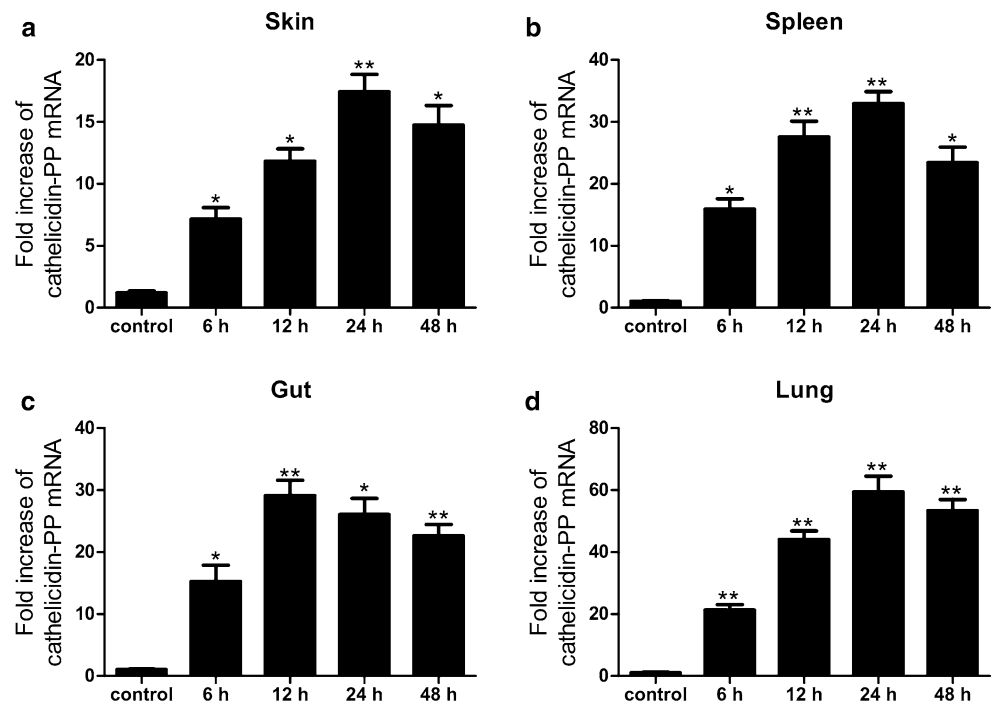 a
Skin
Fold increase of
cathelicidin-PP mRNA
20
15
10
5
0
*
*
**
*
control 6 h 12 h 24 h 48 h
b
Spleen
Fold increase of
cathelicidin-PP mRNA
40
30
20
10
0
*
**
**
*
control 6 h 12 h 24 h 48 h
c
Gut
Fold increase of
cathelicidin-PP mRNA
40
30
20
10
0
*
**
*
**
control 6 h 12 h 24 h 48 h
d
Lung
Fold increase of
cathelicidin-PP mRNA
80
60
40
20
0
**
**
**
**
control 6 h 12 h 24 h 48 h